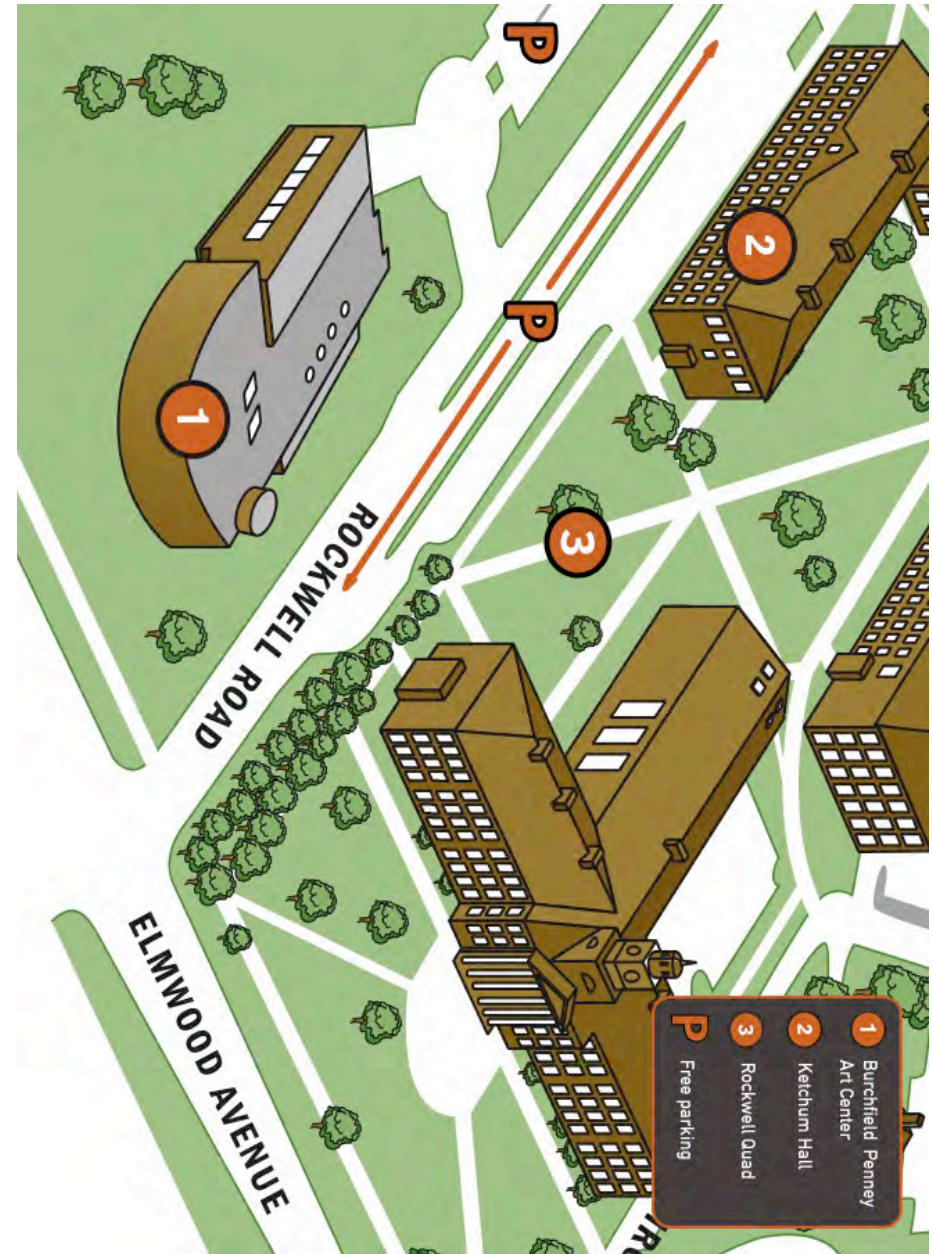 P
P
1
2
3
ROCKWELL ROAD
ELMWOOD AVENUE
1 Burchfield Penney
Art Center
2 Ketchum Hall
3 Rockwell Quad
P Free parking